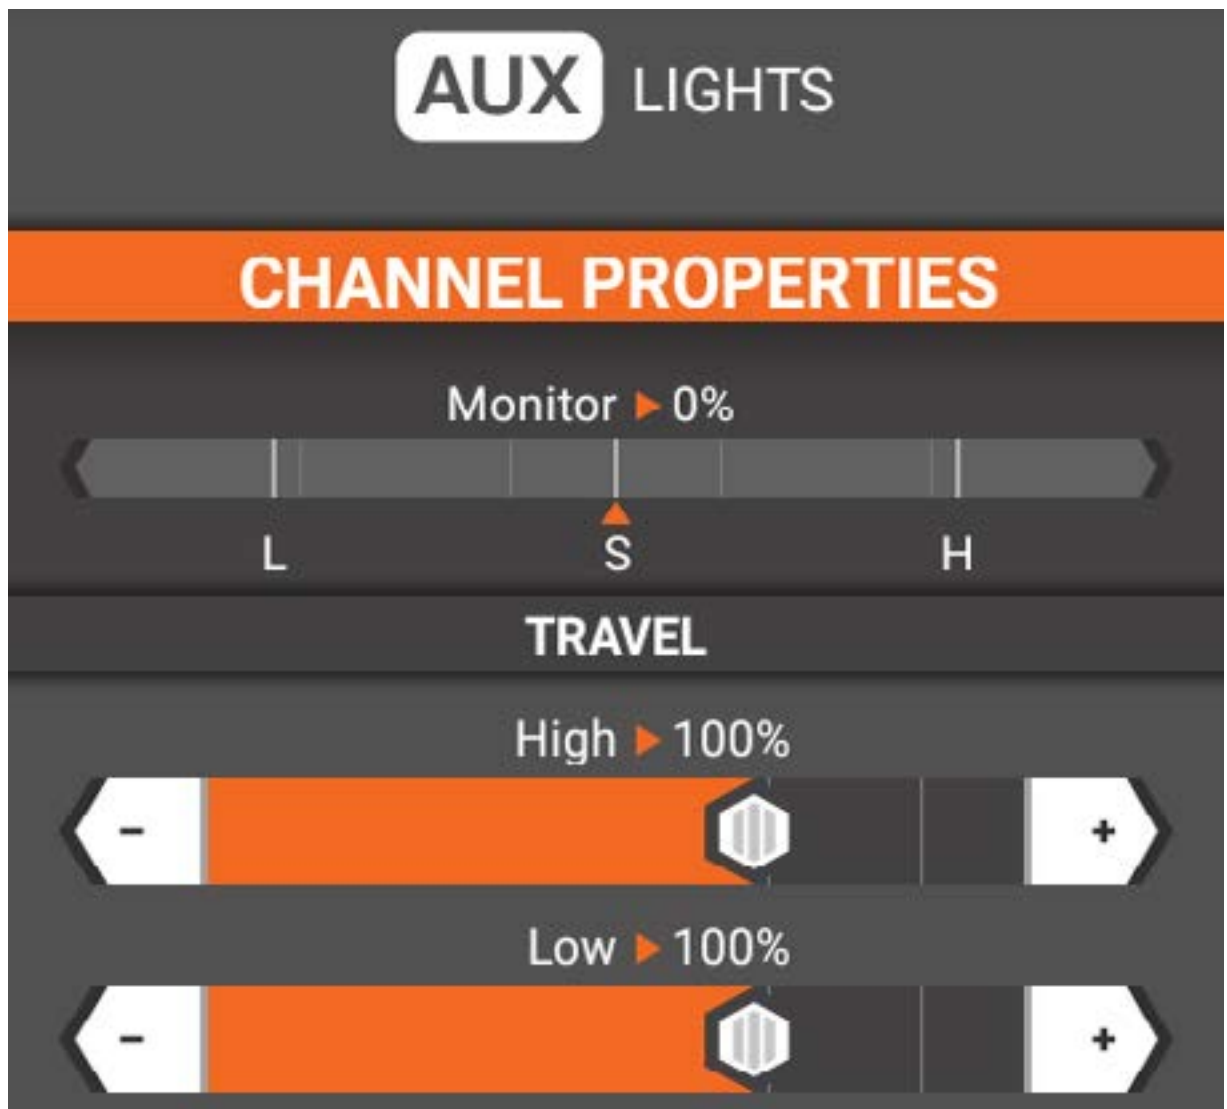 AUX LIGHTS
CHANNEL PROPERTIES
Monitor ▶ 0%
L S H
TRAVEL
High ▶ 100%
- +
Low ▶ 100%
- +